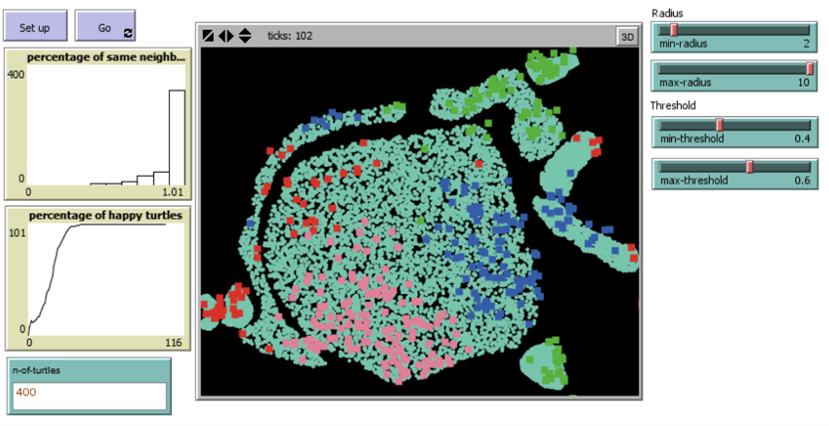 Set up
Go
percentage of same neighb...
400
0
0
1.01
percentage of happy turtles
101
0
0
116
n-of-turtles
400
ticks: 102
3D
Radius
min-radius 2
max-radius 10
Threshold
min-threshold 0.4
max-threshold 0.6